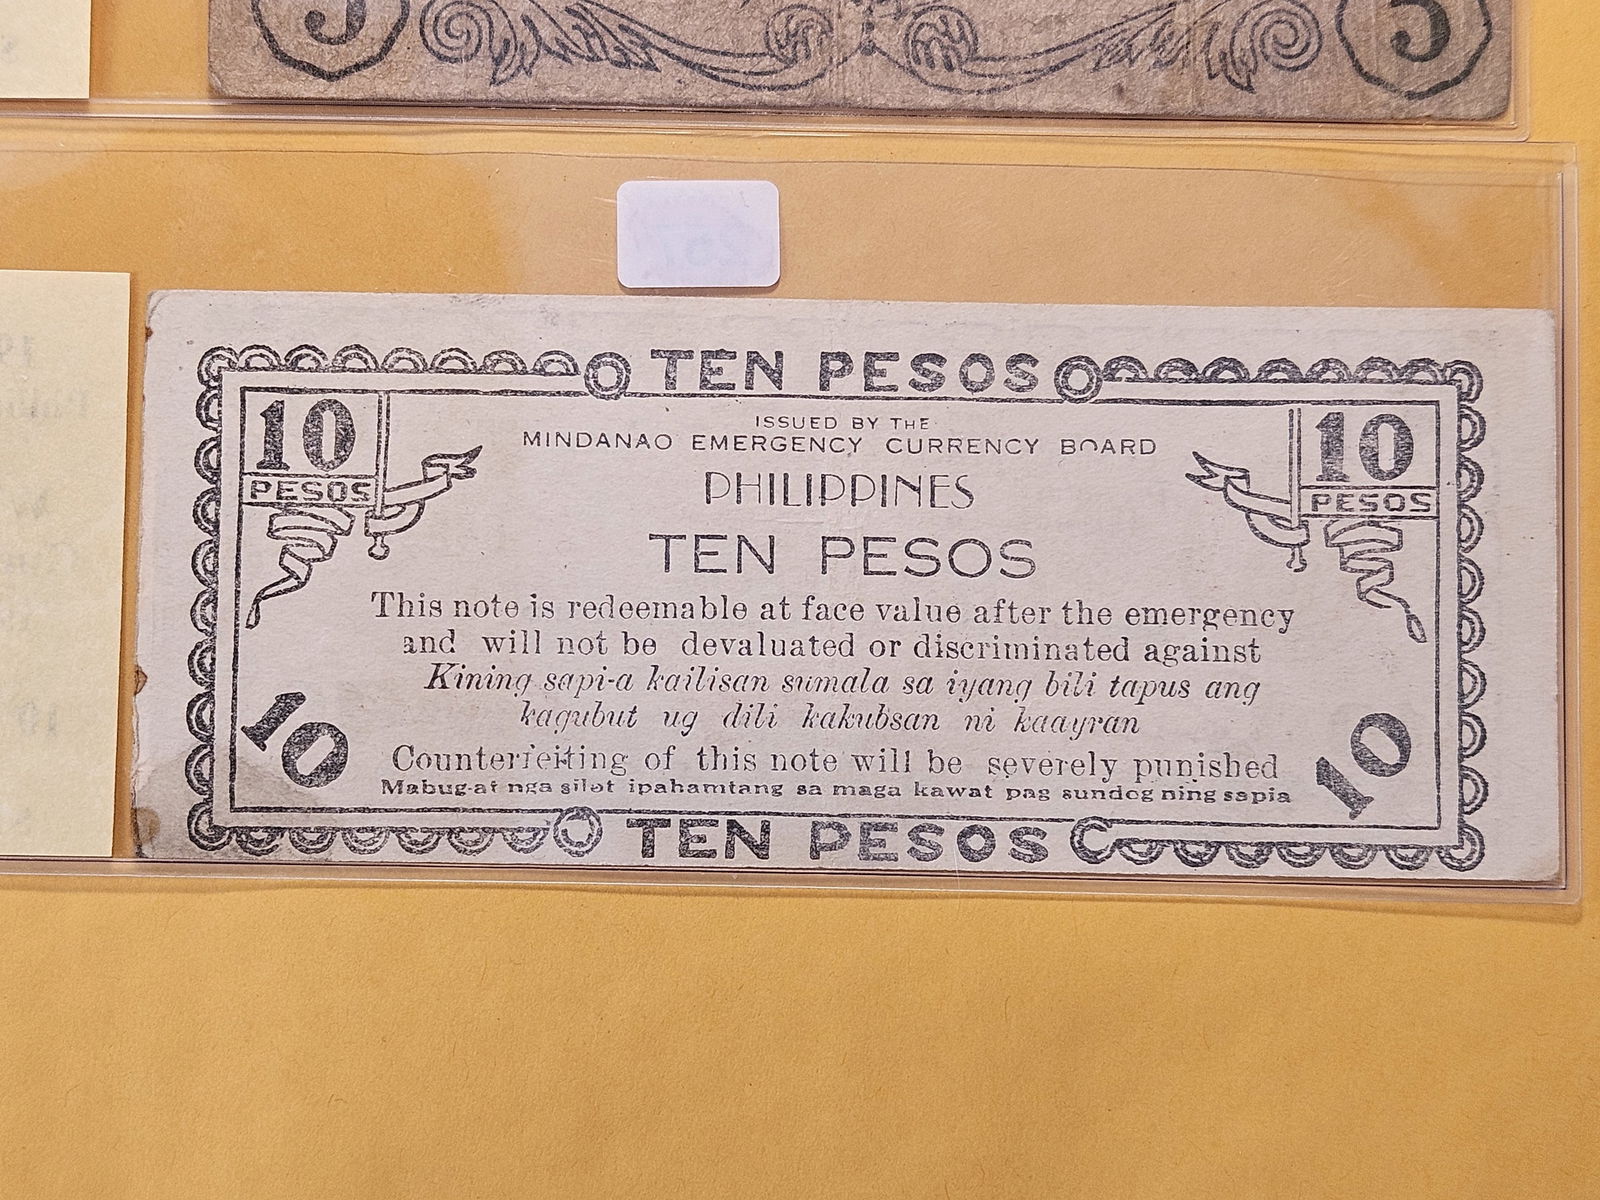 5 5
TEN PESOS
10 PESOS
10 PESOS
ISSUED BY THE
MINDANAO EMERGENCY CURRENCY BOARD
PHILIPPINES
TEN PESOS
This note is redeemable at face value after the emergency
and will not be devaluated or discriminated against
Kining sapi-a kailisan sumala sa iyang bili tapus ang
kagubut ug dili kakubsan ni kaayran
10
10
Counterfeiting of this note will be severely punished
Mabug-at nga silot ipahamtang sa maga kawat pag sundog ning sapia
TEN PESOS